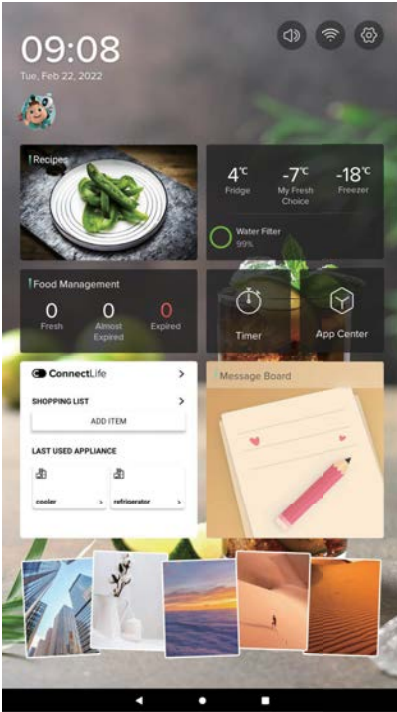 09:08
Tue, Feb 22, 2022
Recipes
4°C
-7°C
-18°C
Fridge
My Fresh
Choice
Freezer
Water Filter
99%
Food Management
0
0
0
Fresh
Almost
Expired
Expired
Timer
App Center
ConnectLife
SHOPPING LIST
ADD ITEM
LAST USED APPLIANCE
cooler
refrigerator
Message Board